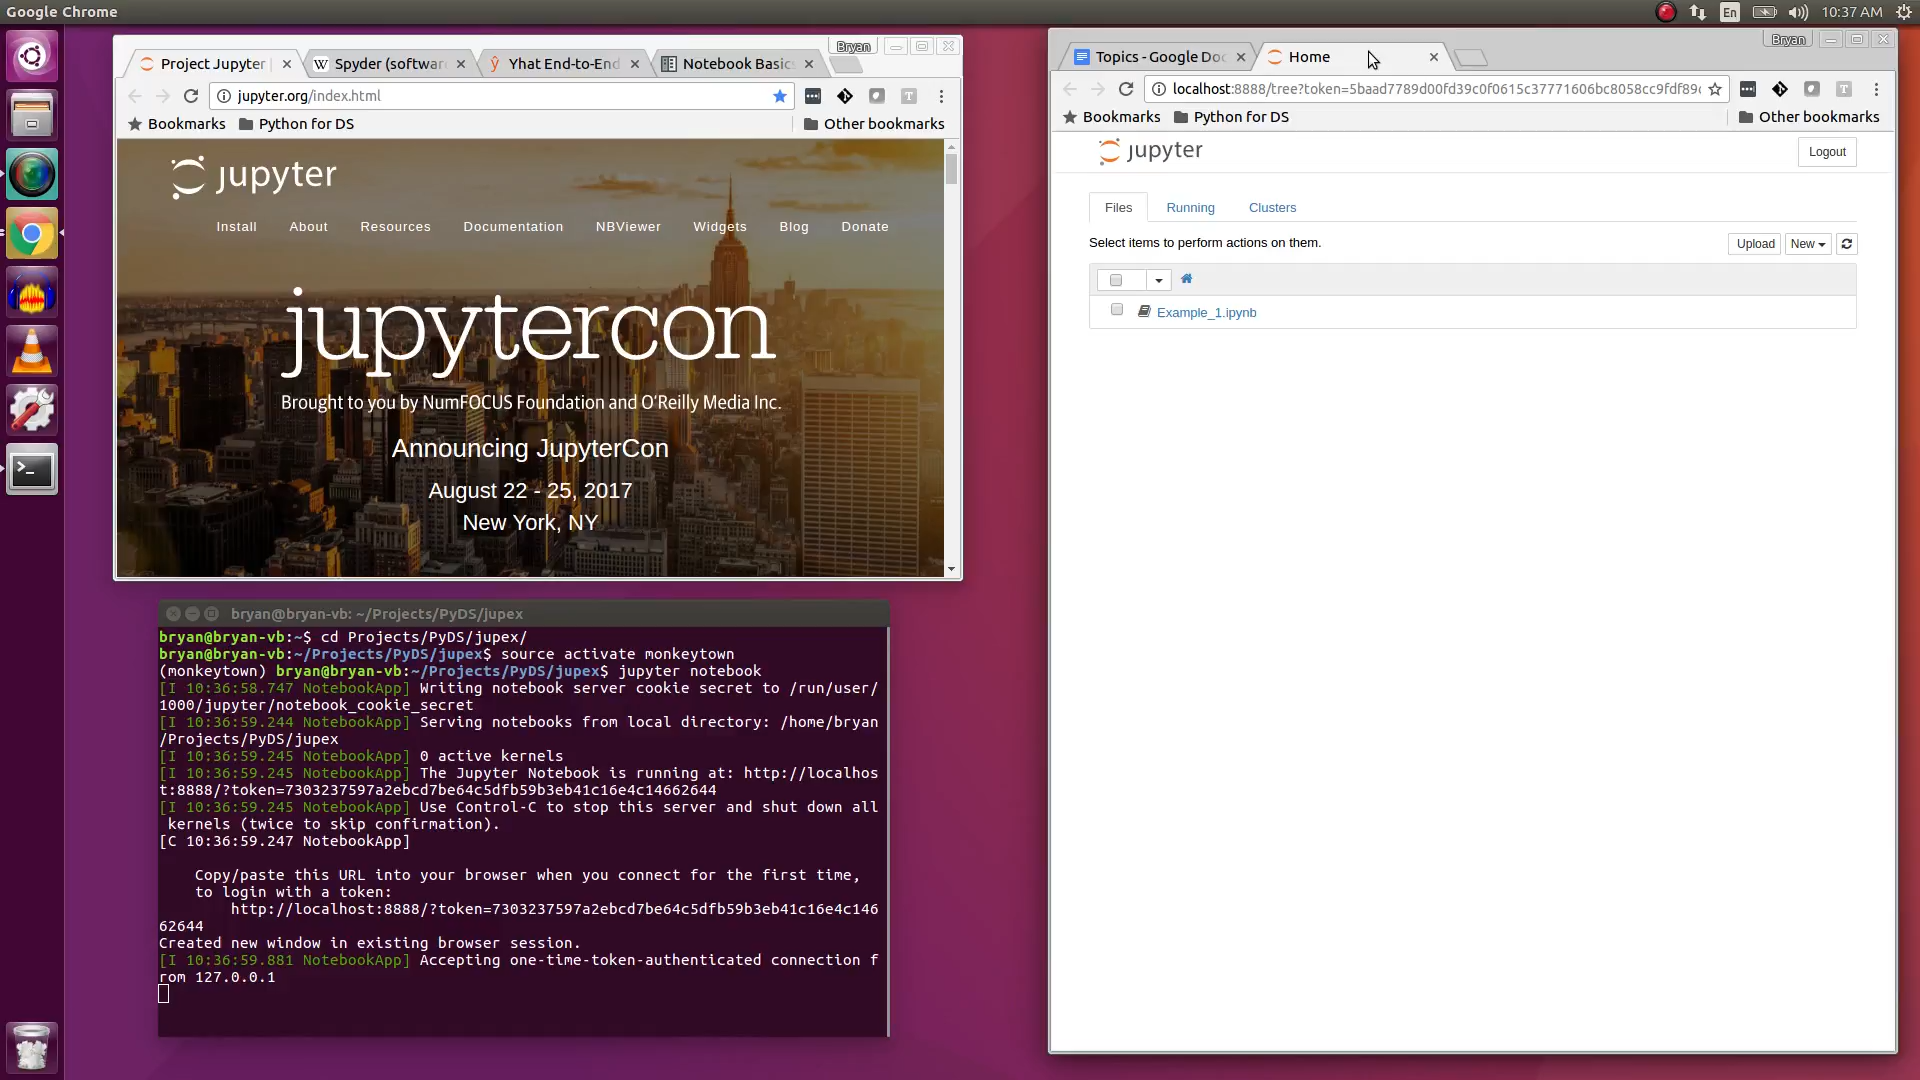 Google Chrome
En
10:37 AM
Bryan
Project Jupyter
Spyder (softwar
Yhat End-to-End
Notebook Basic
jupyter.org/index.html
Bookmarks
Python for DS
Other bookmarks
jupyter
Install
About
Resources
Documentation
NBViewer
Widgets
Blog
Donate
jupytercon
Brought to you by NumFOCUS Foundation and O'Reilly Media Inc.
Announcing JupyterCon
August 22 - 25, 2017
New York, NY
bryan@bryan-vb: ~/Projects/PyDS/jupex
bryan@bryan-vb:~$ cd Projects/PyDS/jupex/
bryan@bryan-vb:~/Projects/PyDS/jupex$ source activate monkeytown
(monkeytown) bryan@bryan-vb:~/Projects/PyDS/jupex$ jupyter notebook
[I 10:36:58.747 NotebookApp] Writing notebook server cookie secret to /run/user/
1000/jupyter/notebook_cookie_secret
[I 10:36:59.244 NotebookApp] Serving notebooks from local directory: /home/bryan
/Projects/PyDS/jupex
[I 10:36:59.245 NotebookApp] 0 active kernels
[I 10:36:59.245 NotebookApp] The Jupyter Notebook is running at: http://localhos
t:8888/?token=7303237597a2ebcd7be64c5dfb59b3eb41c16e4c14662644
[I 10:36:59.245 NotebookApp] Use Control-C to stop this server and shut down all
kernels (twice to skip confirmation).
[C 10:36:59.247 NotebookApp]
Copy/paste this URL into your browser when you connect for the first time,
to login with a token:
http://localhost:8888/?token=7303237597a2ebcd7be64c5dfb59b3eb41c16e4c146
62644
Created new window in existing browser session.
[I 10:36:59.881 NotebookApp] Accepting one-time-token-authenticated connection f
rom 127.0.0.1
Bryan
Topics - Google Doc
Home
localhost:8888/tree?token=5baad7789d00fd39c0f0615c37771606bc8058cc9fdf89
Bookmarks
Python for DS
Other bookmarks
jupyter
Logout
Files
Running
Clusters
Select items to perform actions on them.
Upload
New
Example_1.ipynb